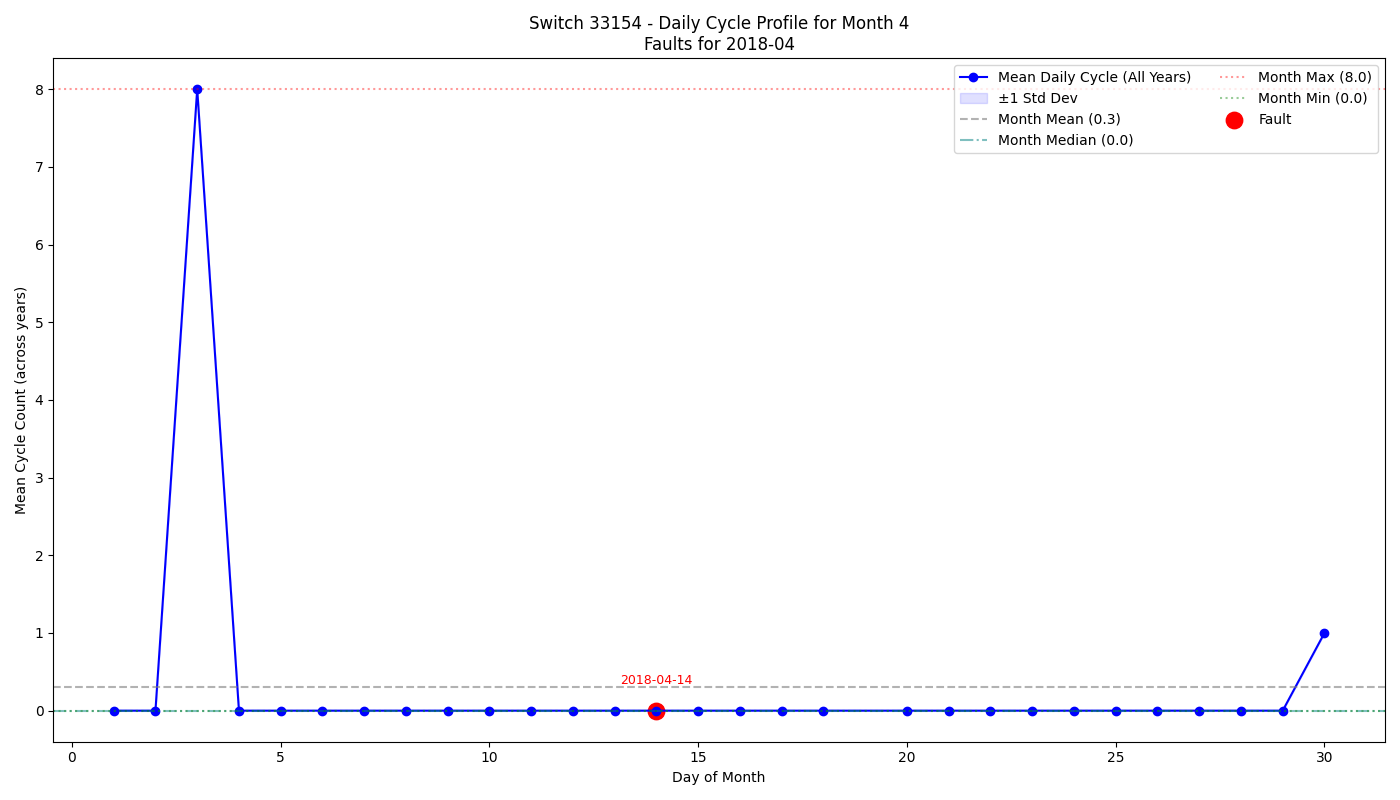 Switch 33154 - Daily Cycle Profile for Month 4
Faults for 2018-04
Mean Daily Cycle (All Years)
±1 Std Dev
Month Mean (0.3)
Month Median (0.0)
Month Max (8.0)
Month Min (0.0)
Fault
Mean Cycle Count (across years)
8
7
6
5
4
3
2
1
0
2018-04-14
0 5 10 15 20 25 30
Day of Month